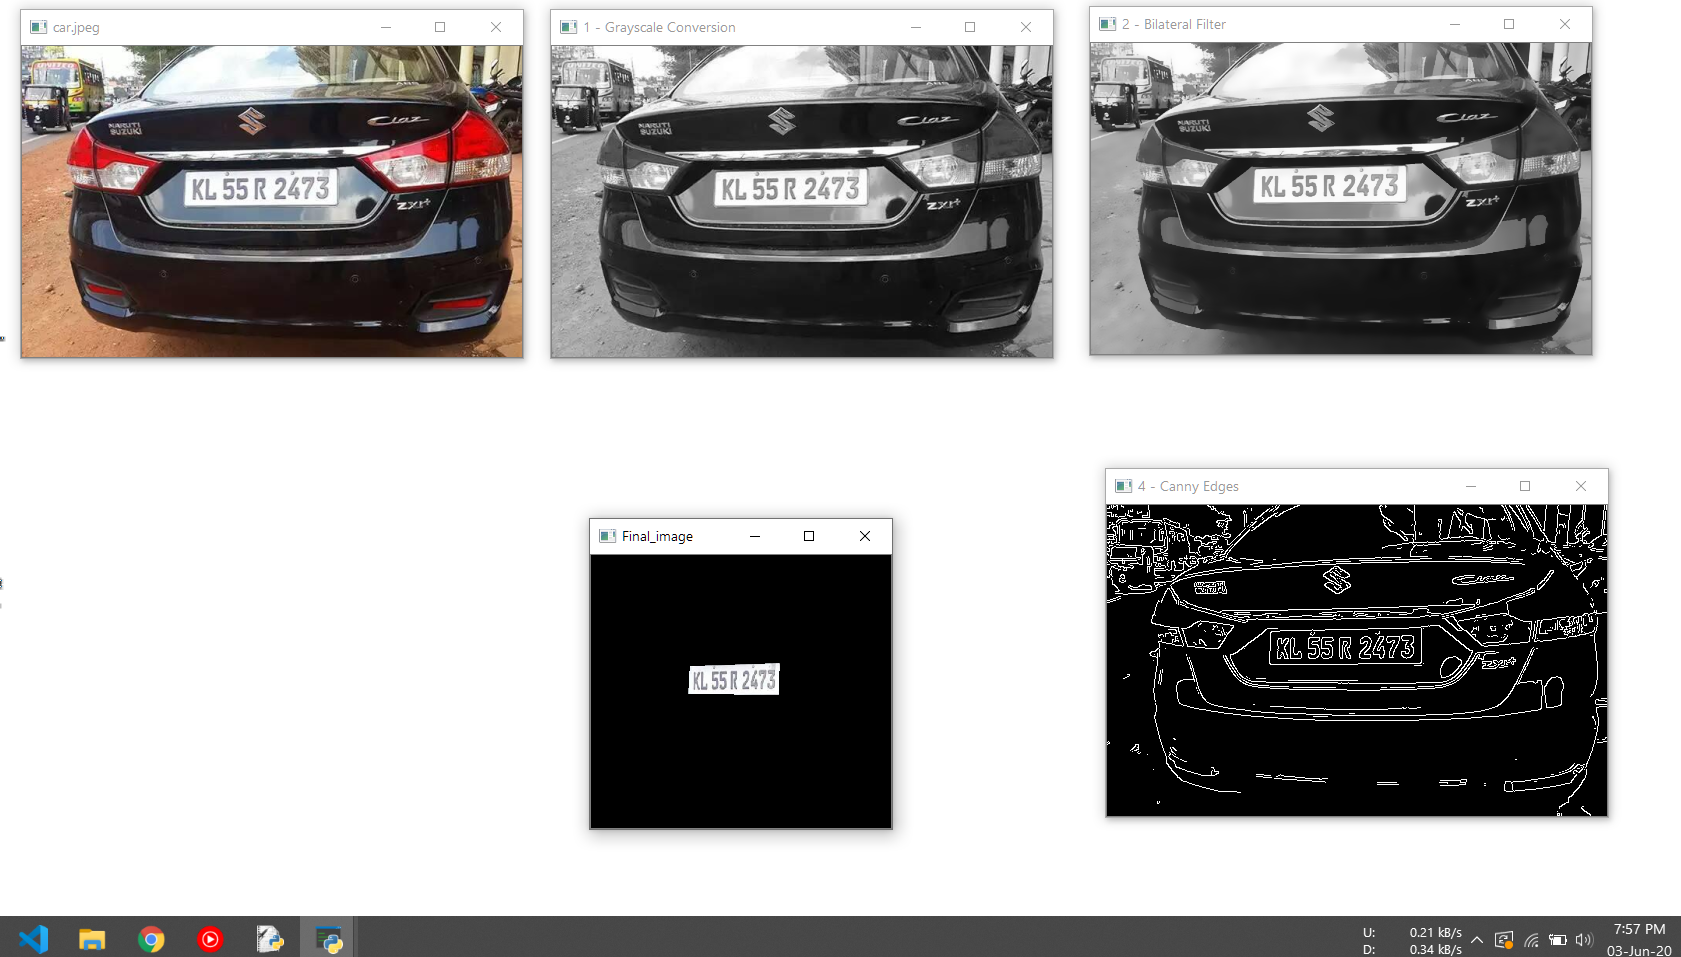 car.jpeg
MARUTI
SUZUKI
Ciaz
KL 55 R 2473
ZXi+
1 - Grayscale Conversion
MARUTI
SUZUKI
Ciaz
KL 55 R 2473
ZXi+
2 - Bilateral Filter
MARUTI
SUZUKI
Ciaz
KL 55 R 2473
ZXi+
Final_image
KL 55 R 2473
4 - Canny Edges
Ciaz
KL 55 R 2473
ZXi+
U: 0.21 kB/s
D: 0.34 kB/s
7:57 PM
03-Jun-20